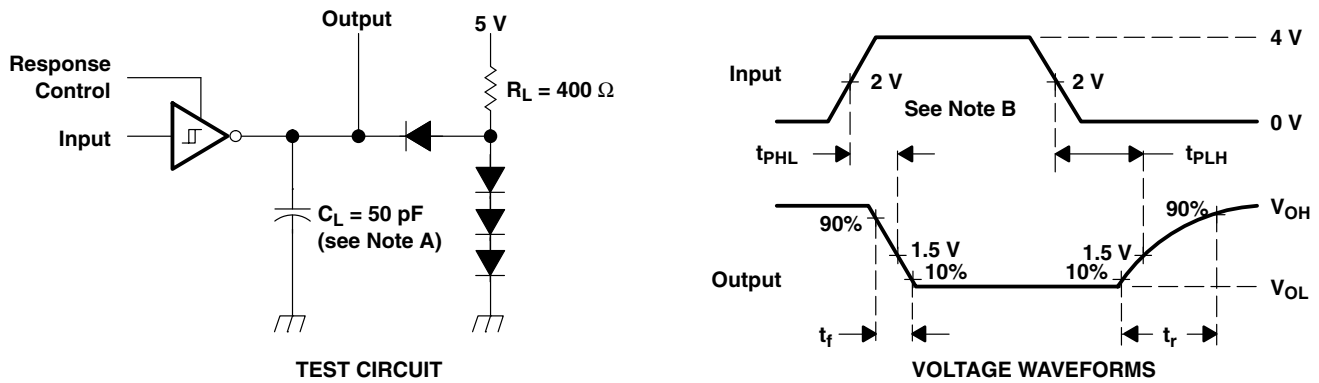 Output
5 V
Response
Control
R_L = 400 Ω
Input
C_L = 50 pF
(see Note A)
TEST CIRCUIT
4 V
Input
2 V
2 V
See Note B
0 V
t_PHL
t_PLH
V_OH
90%
90%
1.5 V
1.5 V
10%
10%
Output
V_OL
t_f
t_r
VOLTAGE WAVEFORMS